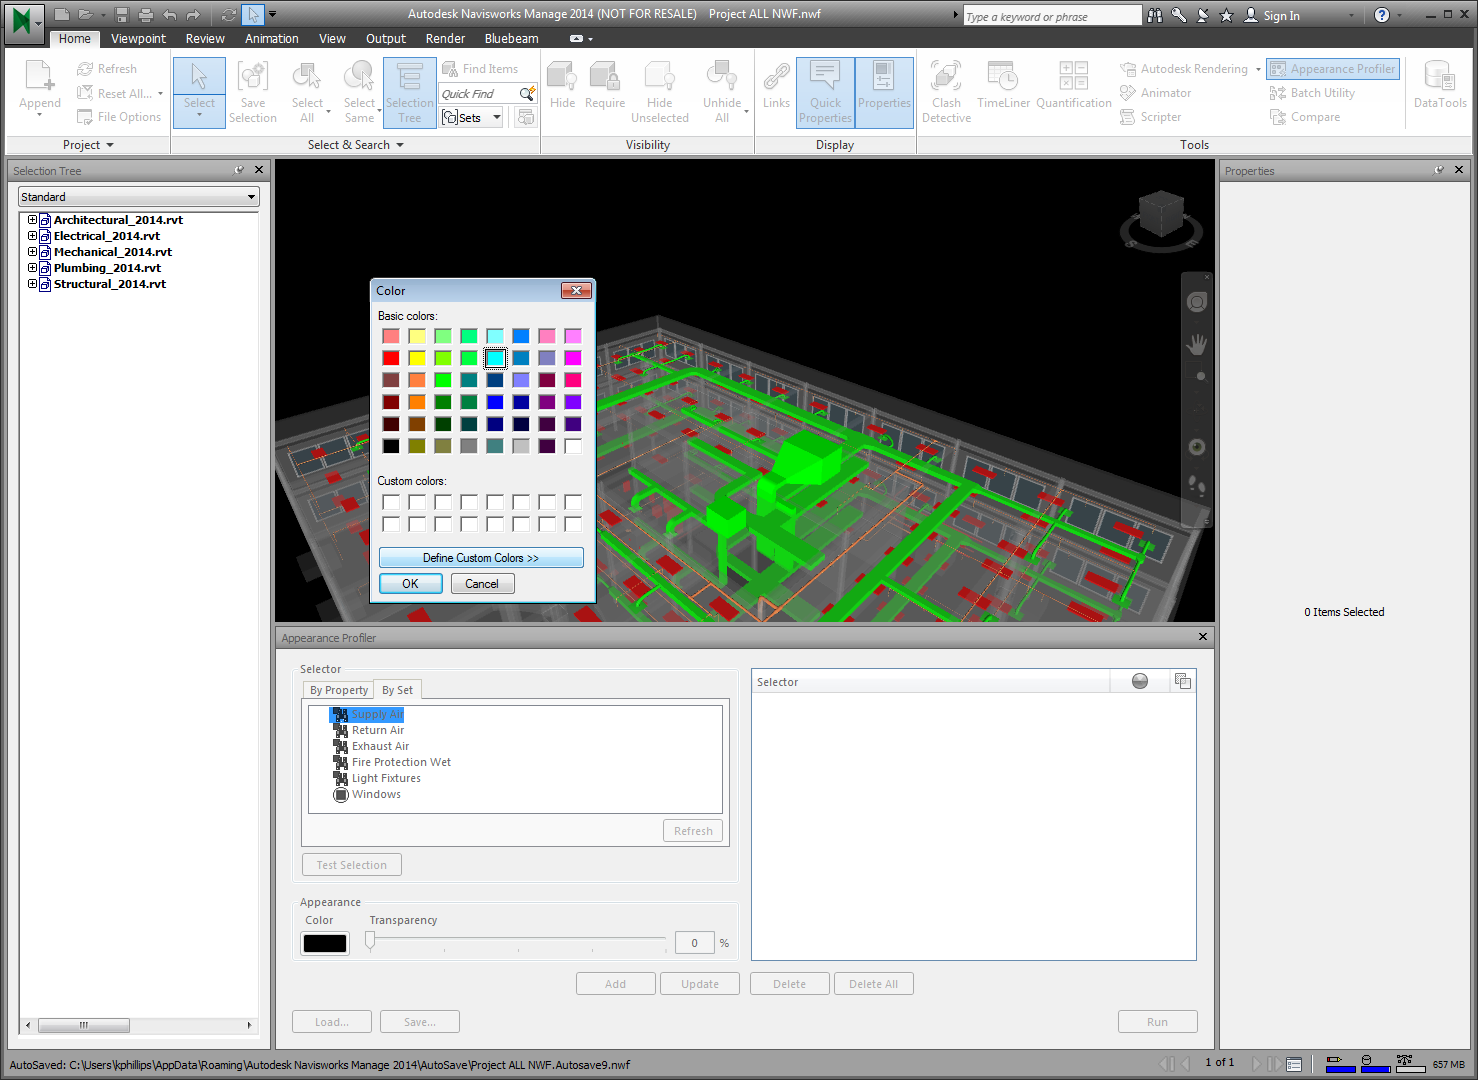 Autodesk Navisworks Manage 2014 (NOT FOR RESALE) Project ALL NWF.nwf
Type a keyword or phrase
Sign In
Home Viewpoint Review Animation View Output Render Bluebeam
Append
Refresh
Reset All...
File Options
Project
Select
Save Selection
Select All
Select Same
Selection Tree
Find Items
Quick Find
Sets
Select & Search
Hide
Require
Hide Unselected
Unhide All
Visibility
Links
Quick Properties
Properties
Display
Clash Detective
TimeLiner
Quantification
Autodesk Rendering
Animator
Scripter
Appearance Profiler
Batch Utility
Compare
DataTools
Tools
Selection Tree
Standard
Architectural_2014.rvt
Electrical_2014.rvt
Mechanical_2014.rvt
Plumbing_2014.rvt
Structural_2014.rvt
Color
Basic colors:
Custom colors:
Define Custom Colors >>
OK Cancel
S E
Properties
0 Items Selected
Appearance Profiler
Selector
By Property By Set
Supply Air
Return Air
Exhaust Air
Fire Protection Wet
Light Fixtures
Windows
Refresh
Test Selection
Appearance
Color Transparency
0 %
Selector
Add Update Delete Delete All
Load... Save... Run
AutoSaved: C:\Users\kphillips\AppData\Roaming\Autodesk Navisworks Manage 2014\AutoSave\Project ALL NWF.Autosave9.nwf
1 of 1
657 MB